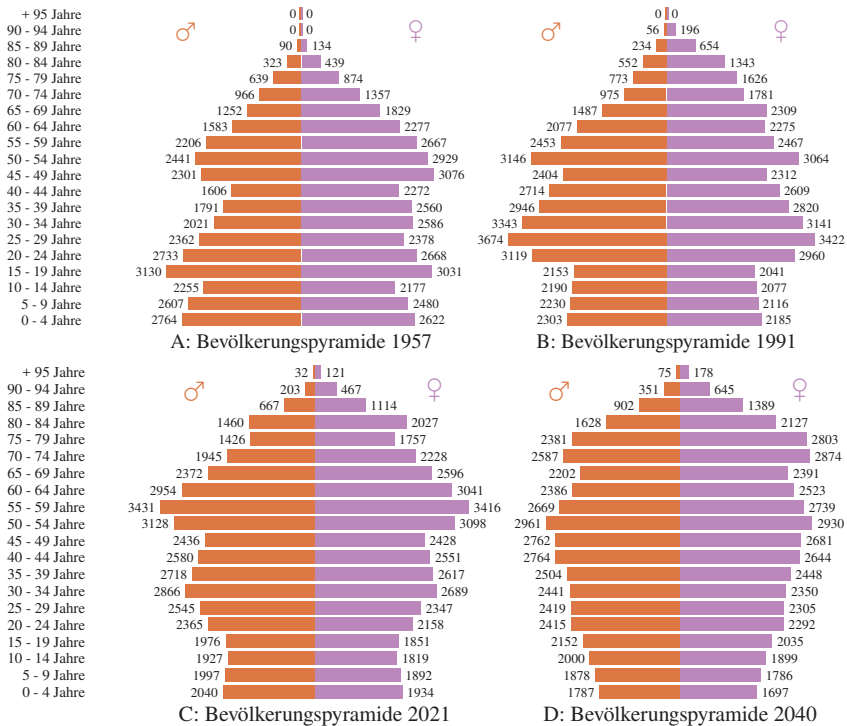 + 95 Jahre 0 0 0 0
90 - 94 Jahre 0 0 56 196
85 - 89 Jahre 90 134 234 654
80 - 84 Jahre 323 439 552 1343
75 - 79 Jahre 639 874 773 1626
70 - 74 Jahre 966 1357 975 1781
65 - 69 Jahre 1252 1829 1487 2309
60 - 64 Jahre 1583 2277 2077 2275
55 - 59 Jahre 2206 2667 2453 2467
50 - 54 Jahre 2441 2929 3146 3064
45 - 49 Jahre 2301 3076 2404 2312
40 - 44 Jahre 1606 2272 2714 2609
35 - 39 Jahre 1791 2560 2946 2820
30 - 34 Jahre 2021 2586 3343 3141
25 - 29 Jahre 2362 2378 3674 3422
20 - 24 Jahre 2733 2668 3119 2960
15 - 19 Jahre 3130 3031 2153 2041
10 - 14 Jahre 2255 2177 2190 2077
5 - 9 Jahre 2607 2480 2230 2116
0 - 4 Jahre 2764 2622 2303 2185
A: Bevölkerungspyramide 1957 B: Bevölkerungspyramide 1991
+ 95 Jahre 32 121 75 178
90 - 94 Jahre 203 467 351 645
85 - 89 Jahre 667 1114 902 1389
80 - 84 Jahre 1460 2027 1628 2127
75 - 79 Jahre 1426 1757 2381 2803
70 - 74 Jahre 1945 2228 2587 2874
65 - 69 Jahre 2372 2596 2202 2391
60 - 64 Jahre 2954 3041 2386 2523
55 - 59 Jahre 3431 3416 2669 2739
50 - 54 Jahre 3128 3098 2961 2930
45 - 49 Jahre 2436 2428 2762 2681
40 - 44 Jahre 2580 2551 2764 2644
35 - 39 Jahre 2718 2617 2504 2448
30 - 34 Jahre 2866 2689 2441 2350
25 - 29 Jahre 2545 2347 2419 2305
20 - 24 Jahre 2365 2158 2415 2292
15 - 19 Jahre 1976 1851 2152 2035
10 - 14 Jahre 1927 1819 2000 1899
5 - 9 Jahre 1997 1892 1878 1786
0 - 4 Jahre 2040 1934 1787 1697
C: Bevölkerungspyramide 2021 D: Bevölkerungspyramide 2040